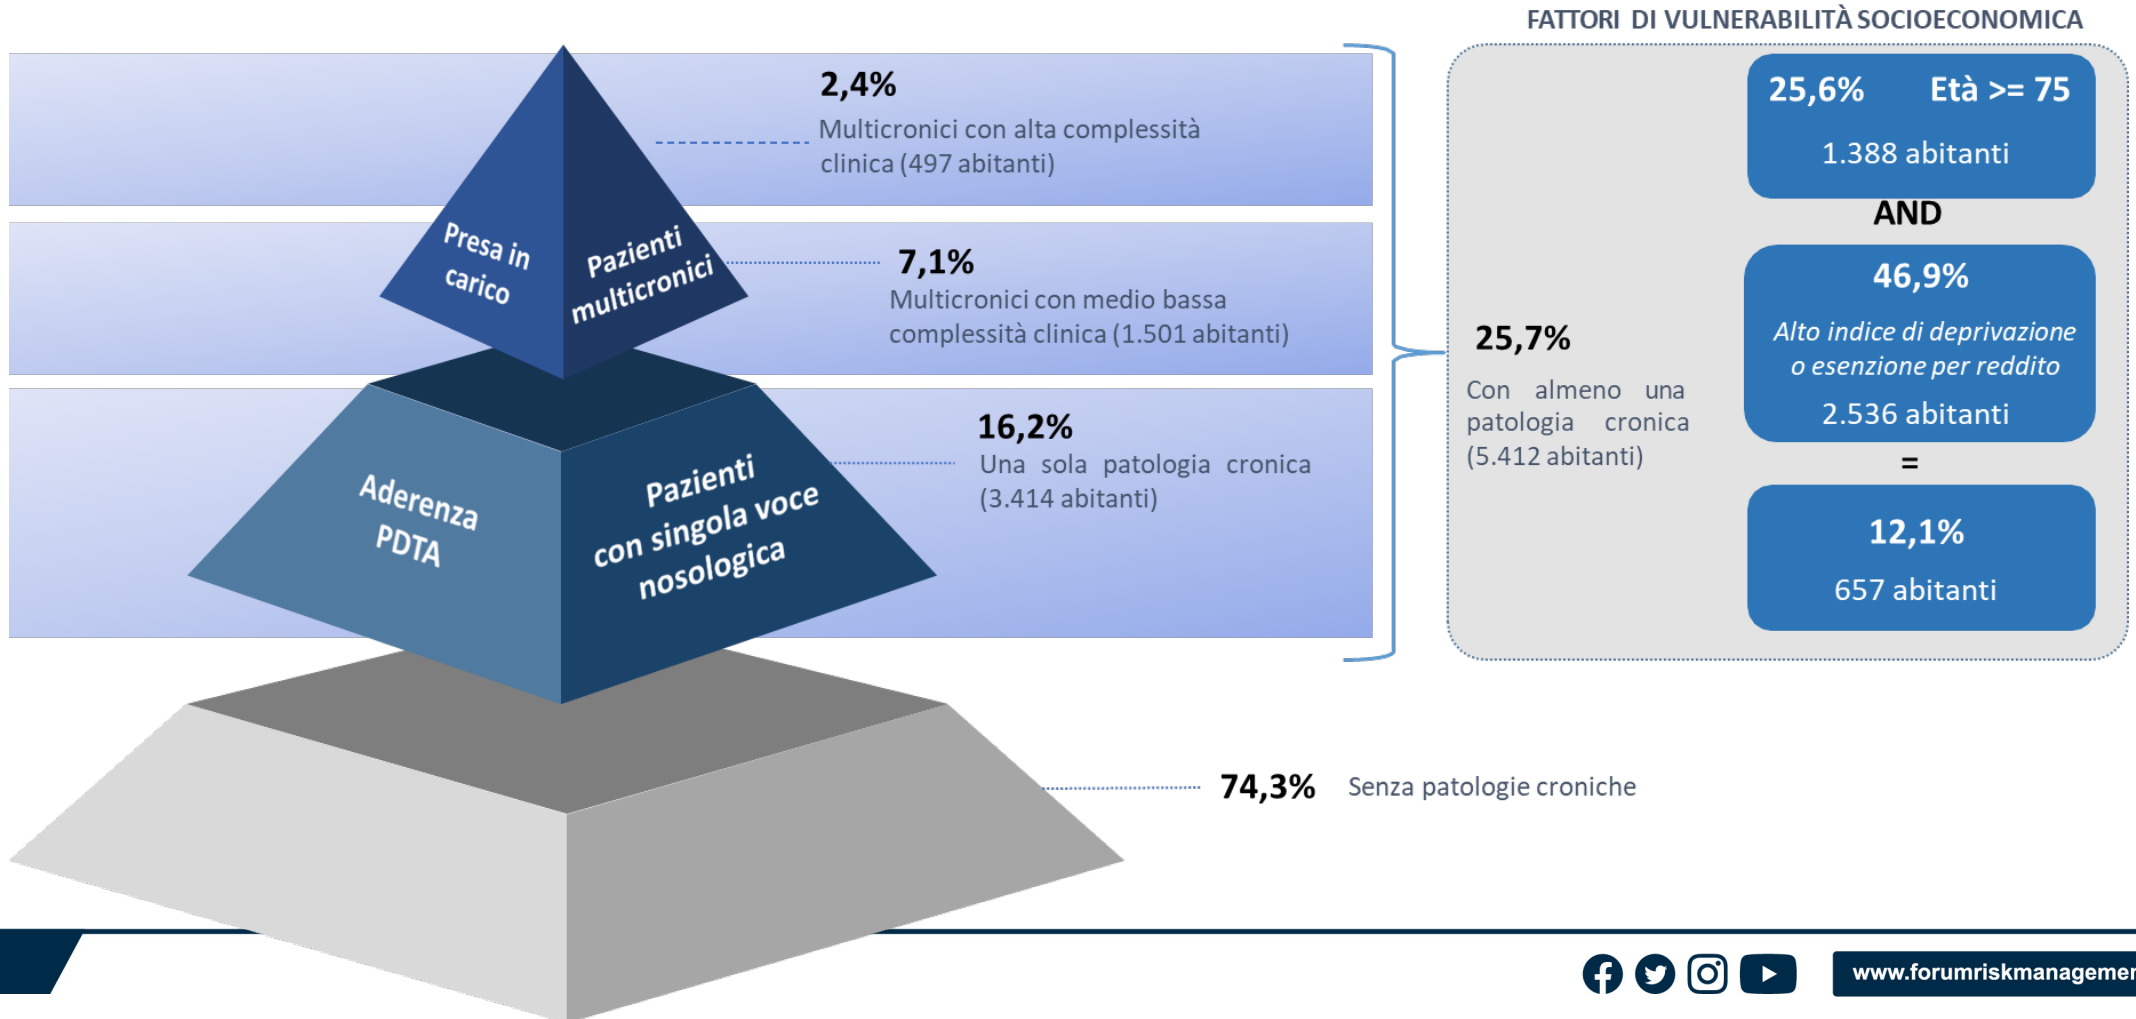 FATTORI DI VULNERABILITÀ SOCIOECONOMICA
2,4%
Multicronici con alta complessità
clinica (497 abitanti)
Presa in
carico
Pazienti
multicronici
7,1%
Multicronici con medio bassa
complessità clinica (1.501 abitanti)
16,2%
Una sola patologia cronica
(3.414 abitanti)
Aderenza
PDTA
Pazienti
con singola voce
nosologica
25,7%
Con almeno una
patologia cronica
(5.412 abitanti)
25,6% Età >= 75
1.388 abitanti
AND
46,9%
Alto indice di deprivazione
o esenzione per reddito
2.536 abitanti
=
12,1%
657 abitanti
74,3% Senza patologie croniche
www.forumriskmanagemen